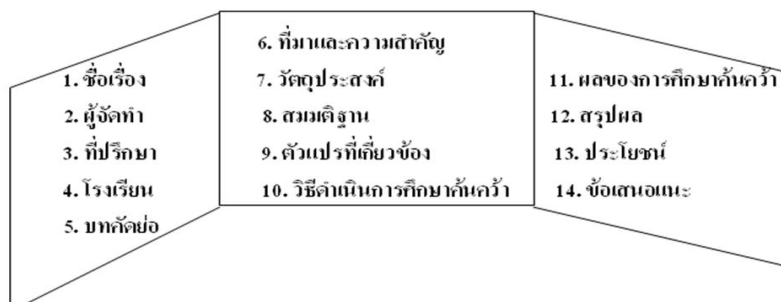 1. ชื่อเรื่อง
2. ผู้จัดทำ
3. ที่ปรึกษา
4. โรงเรียน
5. บทคัดย่อ
6. ที่มาและความสำคัญ
7. วัตถุประสงค์
8. สมมติฐาน
9. ตัวแปรที่เกี่ยวข้อง
10. วิธีดำเนินการศึกษาค้นคว้า
11. ผลของการศึกษาค้นคว้า
12. สรุปผล
13. ประโยชน์
14. ข้อเสนอแนะ